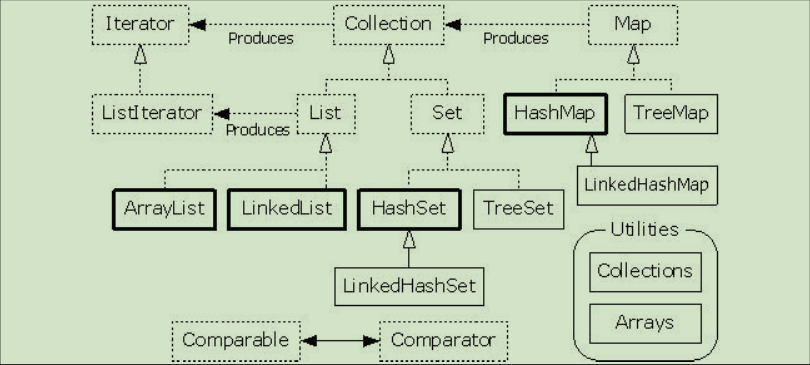 Iterator
Produces
Collection
Produces
Map
ListIterator
Produces
List
Set
HashMap
TreeMap
LinkedHashMap
ArrayList
LinkedList
HashSet
TreeSet
Utilities
Collections
LinkedHashSet
Arrays
Comparable
Comparator